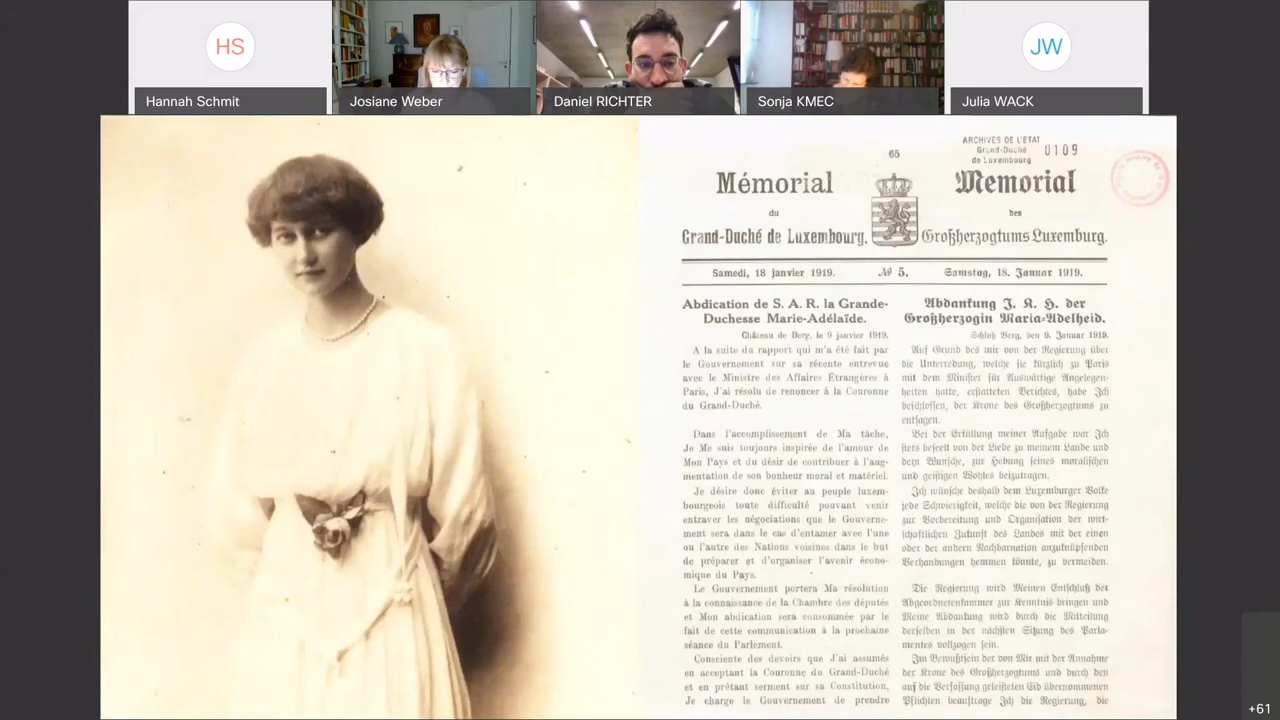 HS
JW
Hannah Schmit
Josiane Weber
Daniel RICHTER
Sonja KMEC
Julia WACK
65
ARCHIVES DE L'ETAT
Grand-Duché
de Luxembourg
0109
Mémorial
du
Grand-Duché de Luxembourg.
Memorial
des
Großherzogtums Luxemburg.
Samedi, 18 janvier 1919.
№ 5.
Samstag, 18. Januar 1919.
Abdication de S. A. R. la Grande-
Duchesse Marie-Adélaïde.
Château de Berg, le 9 janvier 1919.
A la suite du rapport qui m'a été fait par
le Gouvernement sur sa récente entrevue
avec le Ministre des Affaires Étrangères à
Paris, J'ai résolu de renoncer à la Couronne
du Grand-Duché.
Dans l'accomplissement de Ma tâche,
Je Me suis toujours inspirée de l'amour de
Mon Pays et du désir de contribuer à l'aug-
mentation de son bonheur moral et matériel.
Je désire donc éviter au peuple luxem-
bourgeois toute difficulté pouvant venir
entraver les négociations que le Gouverne-
ment sera dans le cas d'entamer avec l'une
ou l'autre des Nations voisines dans le but
de préparer et d'organiser l'avenir écono-
mique du Pays.
Le Gouvernement portera Ma résolution
à la connaissance de la Chambre des députés
et Mon abdication sera consommée par le
fait de cette communication à la prochaine
séance du Parlement.
Consciente des devoirs que J'ai assumés
en acceptant la Couronne du Grand-Duché
et en prêtant serment sur sa Constitution,
Je charge le Gouvernement de prendre
Abdankung J. K. H. der
Großherzogin Maria-Adelheid.
Schloß Berg, den 9. Januar 1919.
Auf Grund des mir von der Regierung über
die Unterredung, welche sie kürzlich zu Paris
mit dem Minister für Auswärtige Angelegen-
heiten hatte, erstatteten Berichtes, habe Ich
beschlossen, der Krone des Großherzogtums zu
entsagen.
Bei der Erfüllung meiner Aufgabe war Ich
stets beseelt von der Liebe zu meinem Lande und
dem Wunsche, zur Hebung seines moralischen
und geistigen Wohles beizutragen.
Ich wünsche deshalb dem Luxemburger Volke
jede Schwierigkeit, welche die von der Regierung
zur Vorbereitung und Organisation der wirt-
schaftlichen Zukunft des Landes mit der einen
oder der andern Nachbarnation anzuknüpfenden
Verhandlungen hemmen könnte, zu vermeiden.
Die Regierung wird Meinen Entschluß der
Abgeordnetenkammer zur Kenntnis bringen und
Meine Abdankung wird durch die Mitteilung
derselben in der nächsten Sitzung des Parla-
mentes vollzogen sein.
Im Bewußtsein der von Mir mit der Annahme
der Krone des Großherzogtums und durch den
auf die Verfassung geleisteten Eid übernommenen
Pflichten beauftrage Ich die Regierung, die
+61